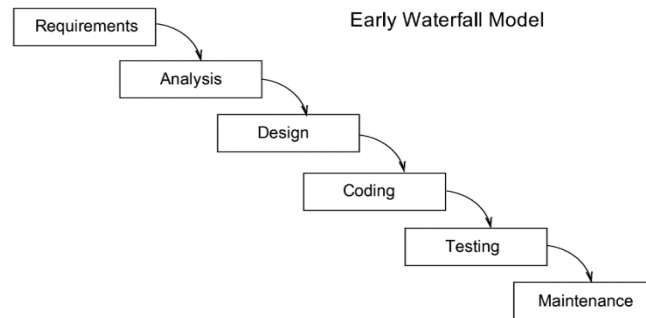 Early Waterfall Model
Requirements
Analysis
Design
Coding
Testing
Maintenance